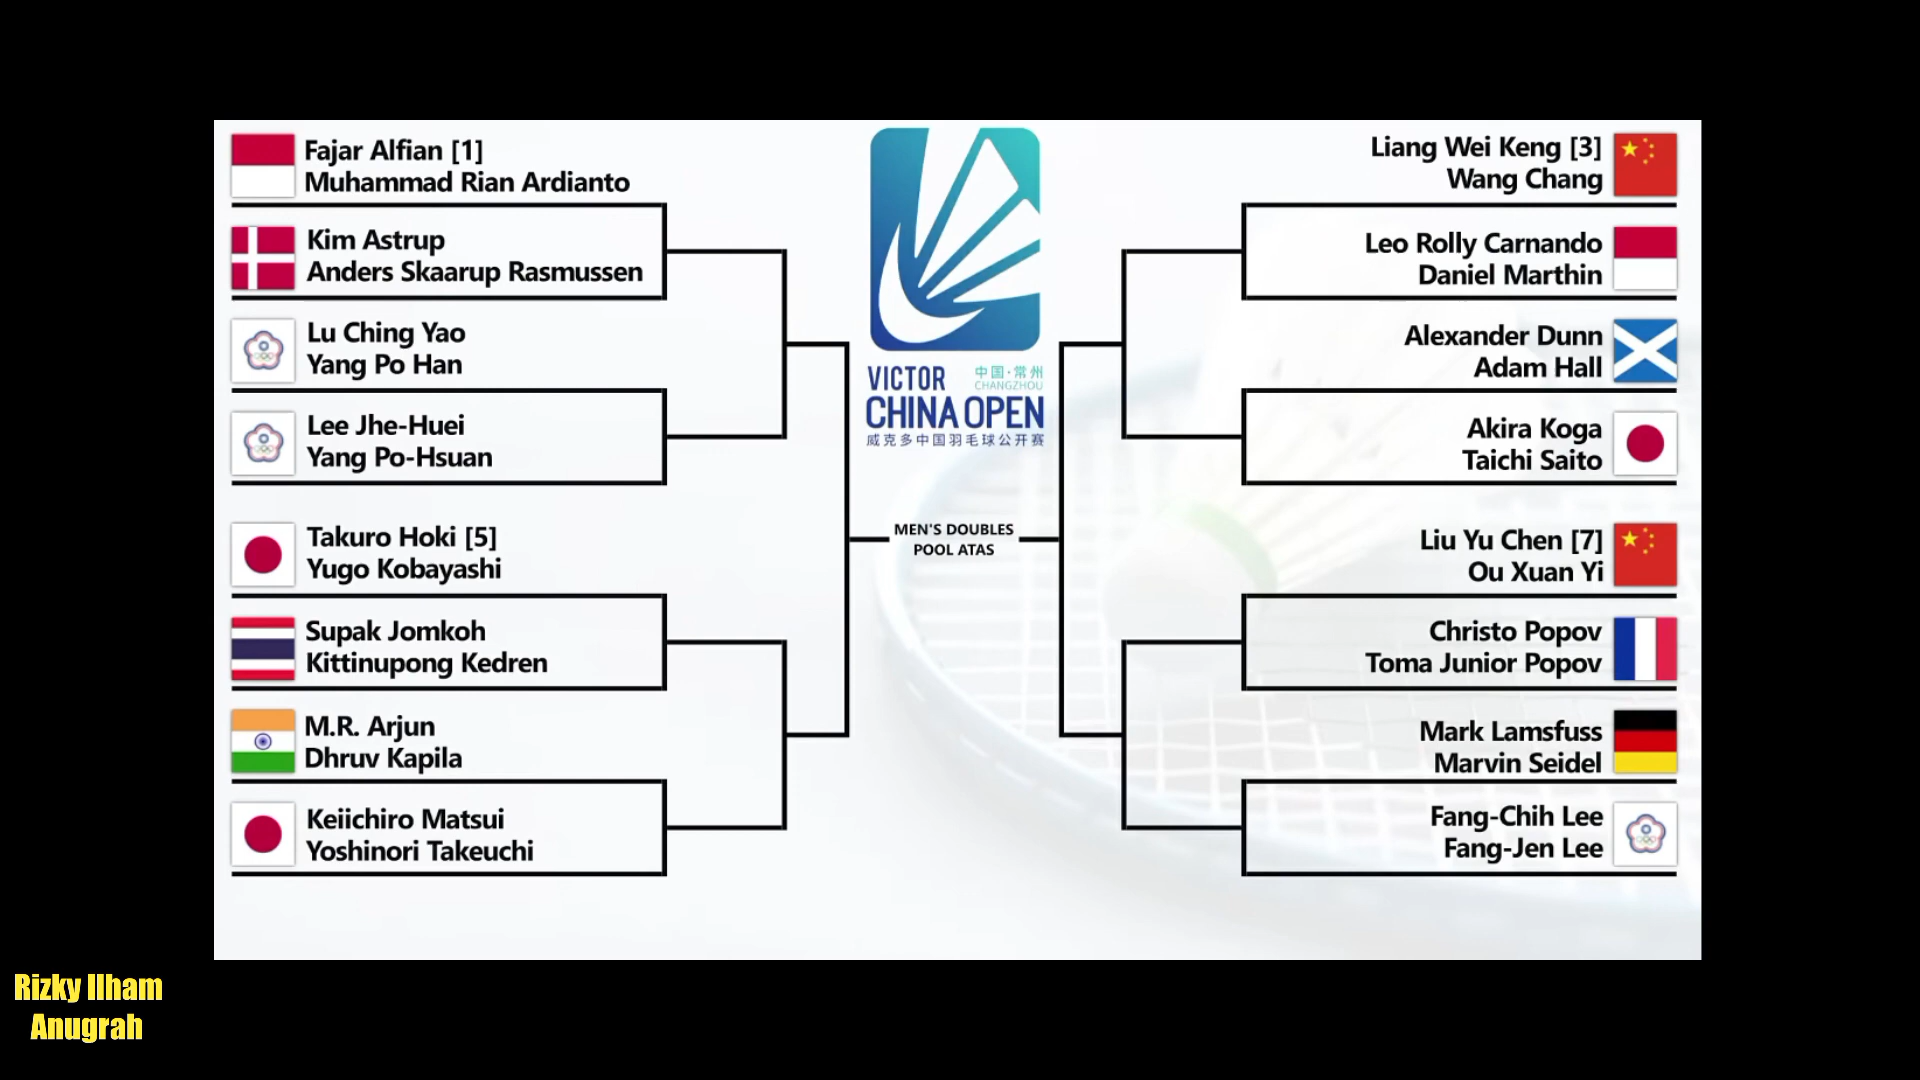 Fajar Alfian [1]
Muhammad Rian Ardianto
Kim Astrup
Anders Skaarup Rasmussen
Lu Ching Yao
Yang Po Han
Lee Jhe-Huei
Yang Po-Hsuan
Takuro Hoki [5]
Yugo Kobayashi
Supak Jomkoh
Kittinupong Kedren
M.R. Arjun
Dhruv Kapila
Keiichiro Matsui
Yoshinori Takeuchi
VICTOR 中国·常州
CHANGZHOU
CHINA OPEN
威克多中国羽毛球公开赛
MEN'S DOUBLES
POOL ATAS
Liang Wei Keng [3]
Wang Chang
Leo Rolly Carnando
Daniel Marthin
Alexander Dunn
Adam Hall
Akira Koga
Taichi Saito
Liu Yu Chen [7]
Ou Xuan Yi
Christo Popov
Toma Junior Popov
Mark Lamsfuss
Marvin Seidel
Fang-Chih Lee
Fang-Jen Lee
Rizky Ilham
Anugrah